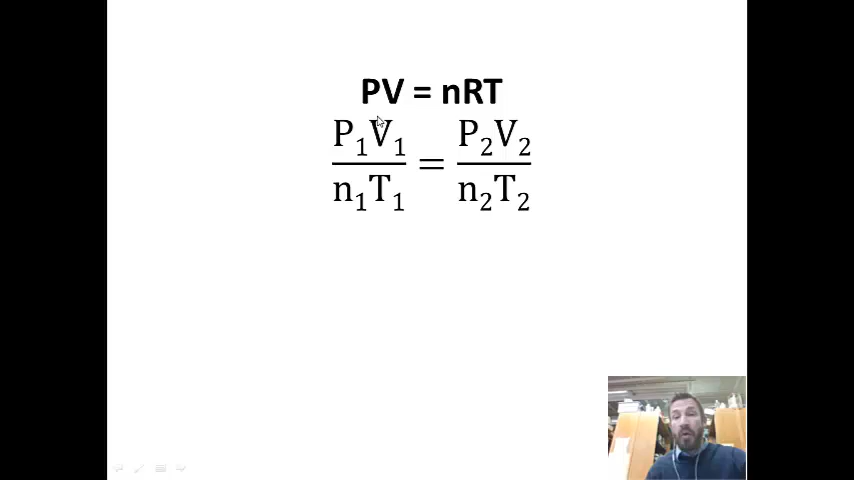 PV = nRT
P₁V₁ = P₂V₂
n₁T₁ n₂T₂